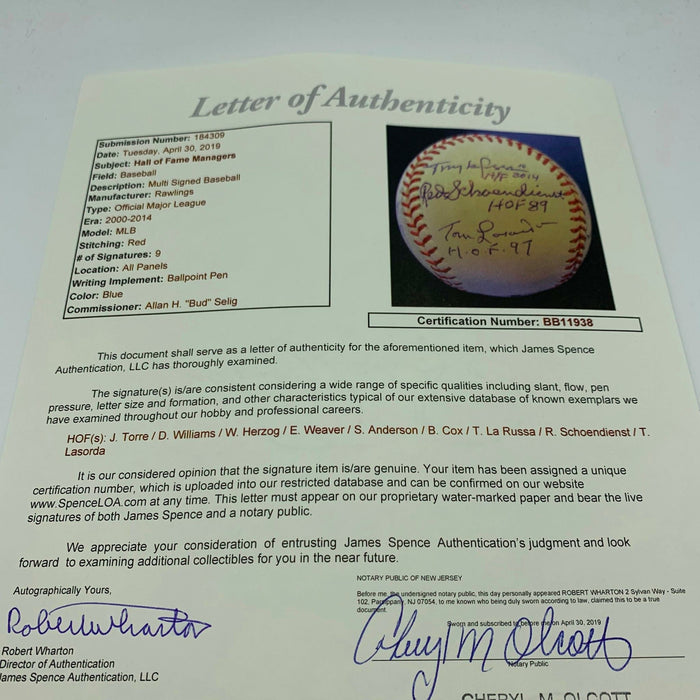 Letter of Authenticity
Submission Number: 184309
Date: Tuesday, April 30, 2019
Subject: Hall of Fame Managers
Field: Baseball
Description: Multi Signed Baseball
Manufacturer: Rawlings
Type: Official Major League
Era: 2000-2014
Model: MLB
Stitching: Red
# of Signatures: 9
Location: All Panels
Writing Implement: Ballpoint Pen
Color: Blue
Commissioner: Allan H. "Bud" Selig
Tony La Russa
HOF 2014
Red Schoendienst
HOF 89
Tom Lasorda
H.O.F. 97
Certification Number: BB11938
This document shall serve as a letter of authenticity for the aforementioned item, which James Spence
Authentication, LLC has thoroughly examined.
The signature(s) is/are consistent considering a wide range of specific qualities including slant, flow, pen
pressure, letter size and formation, and other characteristics typical of our extensive database of known exemplars we
have examined throughout our hobby and professional careers.
HOF(s): J. Torre / D. Williams / W. Herzog / E. Weaver / S. Anderson / B. Cox / T. La Russa / R. Schoendienst / T.
Lasorda
It is our considered opinion that the signature item is/are genuine. Your item has been assigned a unique
certification number, which is uploaded into our restricted database and can be confirmed on our website
www.SpenceLOA.com at any time. This letter must appear on our proprietary water-marked paper and bear the live
signatures of both James Spence and a notary public.
We appreciate your consideration of entrusting James Spence Authentication's judgment and look
forward to examining additional collectibles for you in the near future.
Autographically Yours,
Robert Wharton
Robert Wharton
Director of Authentication
James Spence Authentication, LLC
NOTARY PUBLIC OF NEW JERSEY
Before me, the undersigned notary public, this day personally appeared ROBERT WHARTON 2 Sylvan Way - Suite
102, Parsippany, NJ 07054, to me known who being duly sworn according to law, claimed this to be a true
document.
Sworn and subscribed to before me on April 30, 2019
Cheryl M Olcott
Notary Public
CHERYL M. OLCOTT